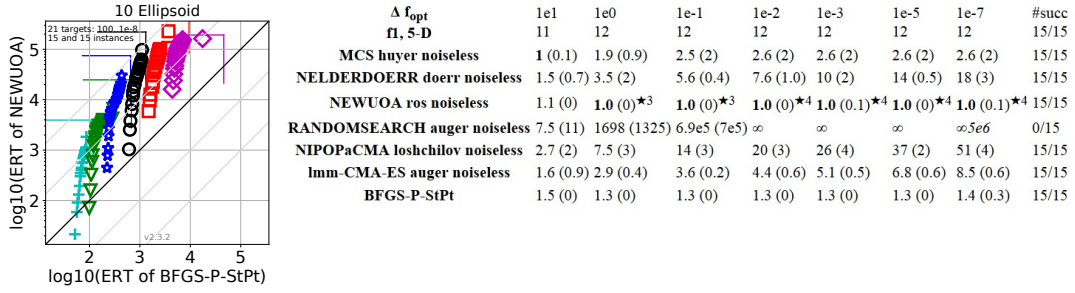 10 Ellipsoid
21 targets: 100..1e-8
15 and 15 instances
5
4
3
2
log10(ERT of NEWUOA)
v2.3.2
2 3 4 5
log10(ERT of BFGS-P-StPt)
Δ fopt 1e1 1e0 1e-1 1e-2 1e-3 1e-5 1e-7 #succ
f1, 5-D 11 12 12 12 12 12 12 15/15
MCS huyer noiseless 1 (0.1) 1.9 (0.9) 2.5 (2) 2.6 (2) 2.6 (2) 2.6 (2) 2.6 (2) 15/15
NELDERDOERR doerr noiseless 1.5 (0.7) 3.5 (2) 5.6 (0.4) 7.6 (1.0) 10 (2) 14 (0.5) 18 (3) 15/15
NEWUOA ros noiseless 1.1 (0) 1.0 (0)★3 1.0 (0)★3 1.0 (0)★4 1.0 (0.1)★4 1.0 (0)★4 1.0 (0.1)★4 15/15
RANDOMSEARCH auger noiseless 7.5 (11) 1698 (1325) 6.9e5 (7e5) ∞ ∞ ∞ ∞5e6 0/15
NIPOPaCMA loshchilov noiseless 2.7 (2) 7.5 (3) 14 (3) 20 (3) 26 (4) 37 (2) 51 (4) 15/15
lmm-CMA-ES auger noiseless 1.6 (0.9) 2.9 (0.4) 3.6 (0.2) 4.4 (0.6) 5.1 (0.5) 6.8 (0.6) 8.5 (0.6) 15/15
BFGS-P-StPt 1.5 (0) 1.3 (0) 1.3 (0) 1.3 (0) 1.3 (0) 1.3 (0) 1.4 (0.3) 15/15